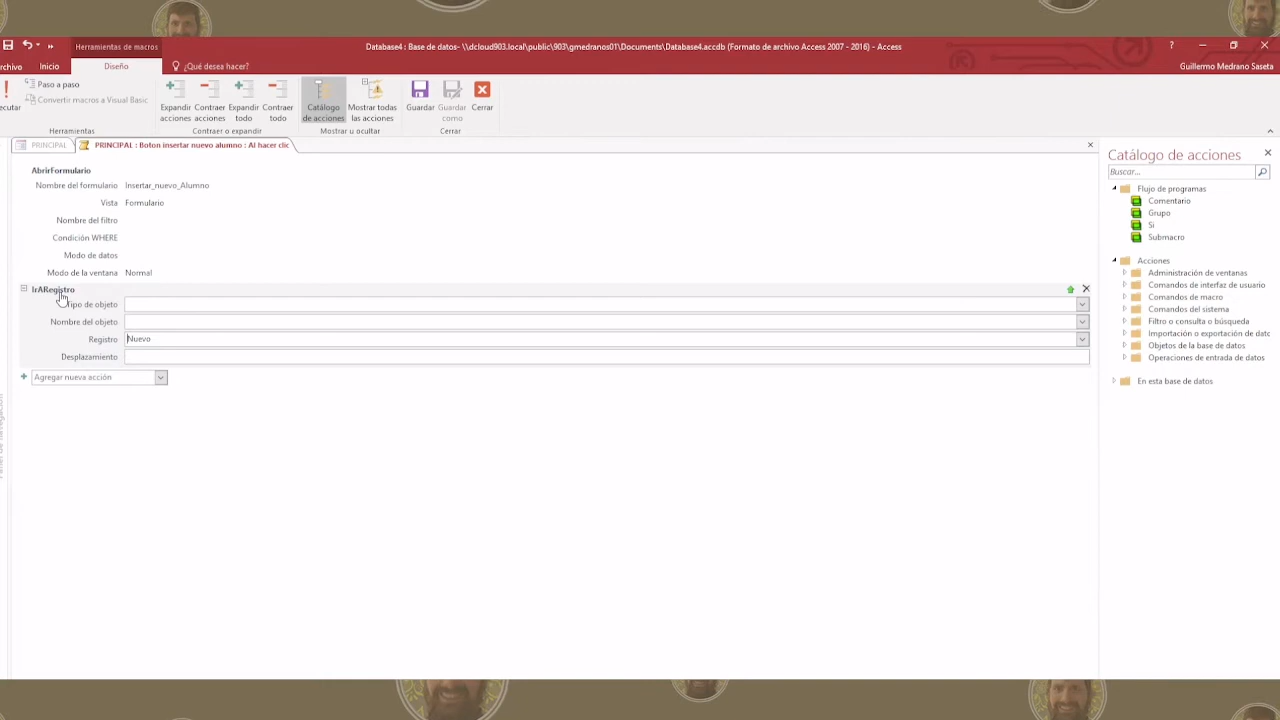 Herramientas de macros
Database4 : Base de datos- \\dcloud903.local\public\903\gmedranos01\Documents\Database4.accdb (Formato de archivo Access 2007 - 2016) - Access
?
rchivo
Inicio
Diseño
¿Qué desea hacer?
Guillermo Medrano Saseta
ecutar
Paso a paso
Convertir macros a Visual Basic
Herramientas
Expandir acciones
Contraer acciones
Expandir todo
Contraer todo
Contraer o expandir
Catálogo de acciones
Mostrar todas las acciones
Mostrar u ocultar
Guardar
Guardar como
Cerrar
Cerrar
PRINCIPAL
PRINCIPAL : Boton insertar nuevo alumno : Al hacer clic
AbrirFormulario
Nombre del formulario Insertar_nuevo_Alumno
Vista Formulario
Nombre del filtro
Condición WHERE
Modo de datos
Modo de la ventana Normal
IrARegistro
Tipo de objeto
Nombre del objeto
Registro Nuevo
Desplazamiento
Agregar nueva acción
Catálogo de acciones
Buscar...
Flujo de programas
Comentario
Grupo
Si
Submacro
Acciones
Administración de ventanas
Comandos de interfaz de usuario
Comandos de macro
Comandos del sistema
Filtro o consulta o búsqueda
Importación o exportación de datc
Objetos de la base de datos
Operaciones de entrada de datos
En esta base de datos